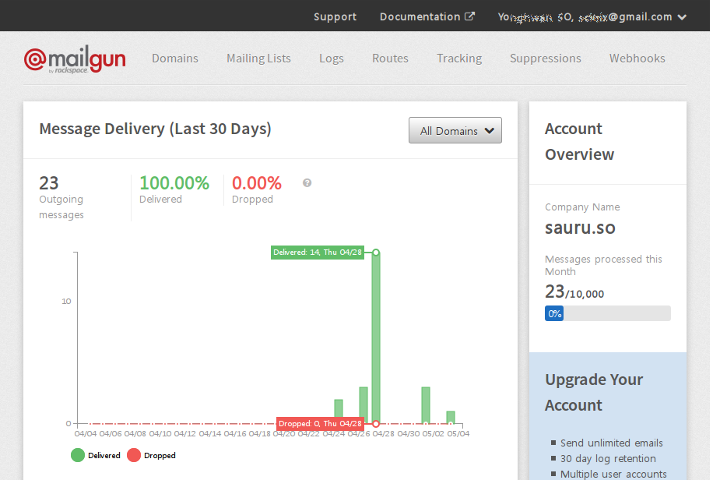 Support Documentation SO, @gmail.com
@mailgun
by rackspace
Domains Mailing Lists Logs Routes Tracking Suppressions Webhooks
Message Delivery (Last 30 Days)
All Domains
23
Outgoing
messages
100.00%
Delivered
0.00%
Dropped
?
Delivered: 14, Thu 04/28
10
0
Dropped: 0, Thu 04/28
04/04 04/06 04/08 04/10 04/12 04/14 04/16 04/18 04/20 04/22 04/24 04/26 04/28 04/30 05/02 05/04
Delivered Dropped
Account
Overview
Company Name
sauru.so
Messages processed this
Month
23/10,000
0%
Upgrade Your
Account
Send unlimited emails
30 day log retention
Multiple user accounts